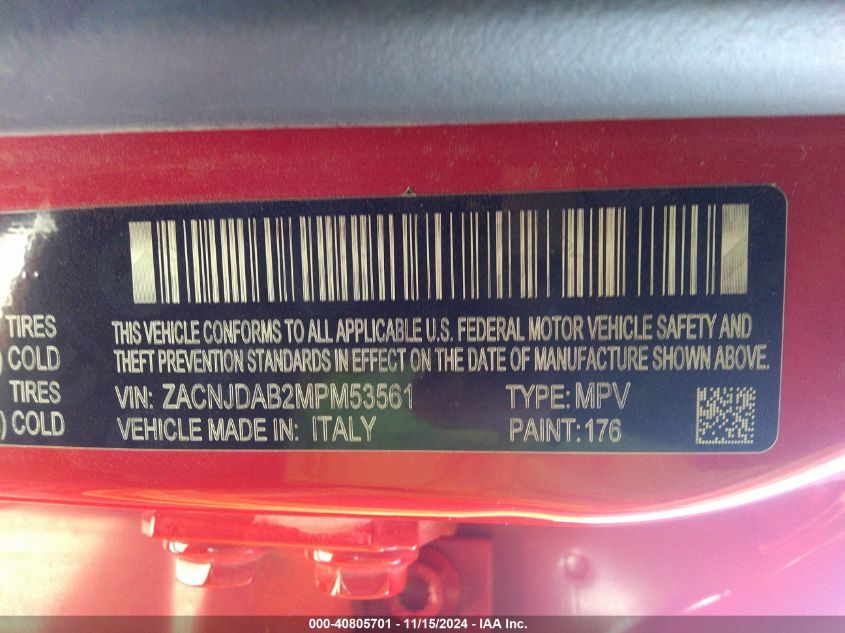 THIS VEHICLE CONFORMS TO ALL APPLICABLE U.S. FEDERAL MOTOR VEHICLE SAFETY AND
THEFT PREVENTION STANDARDS IN EFFECT ON THE DATE OF MANUFACTURE SHOWN ABOVE.
VIN: ZACNJDAB2MPM53561 TYPE: MPV
VEHICLE MADE IN: ITALY PAINT: 176
TIRES
) COLD
TIRES
) COLD
000-40805701 - 11/15/2024 - IAA Inc.